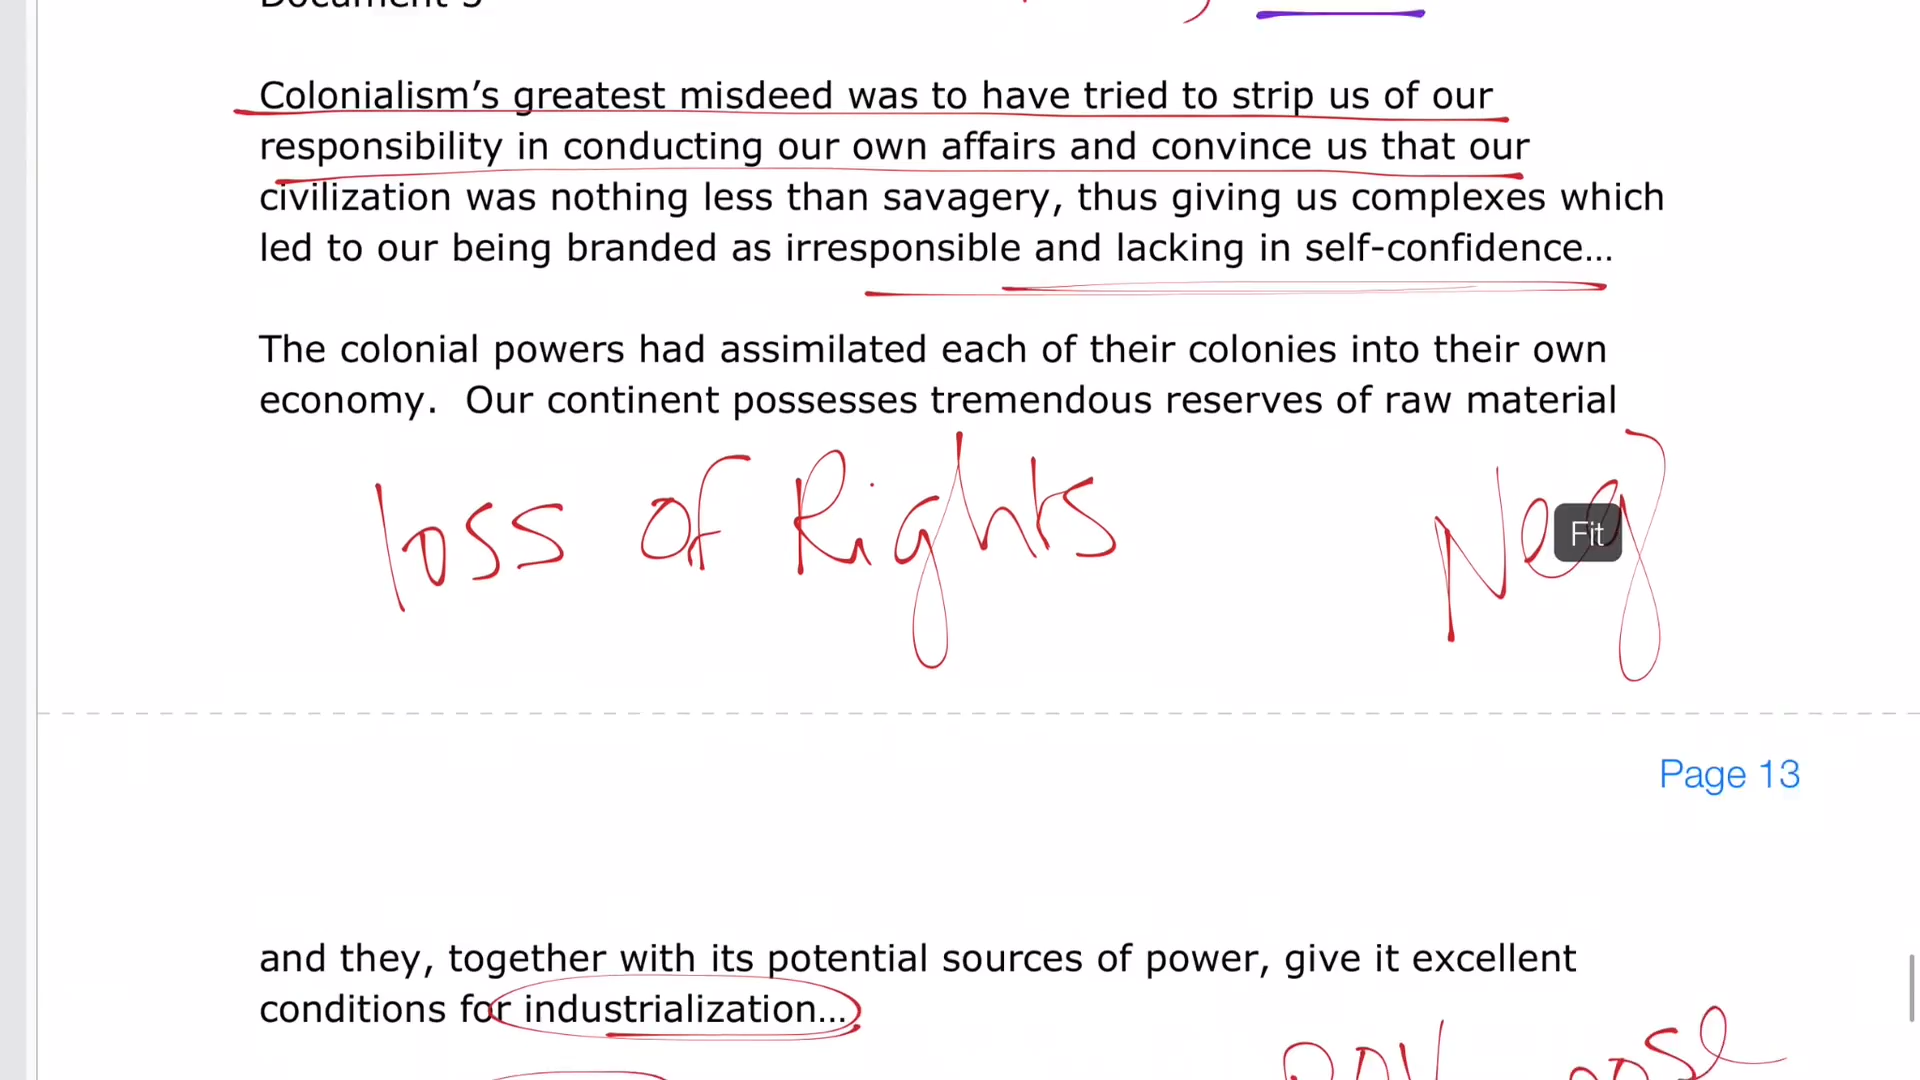 Document 3
Colonialism’s greatest misdeed was to have tried to strip us of our
responsibility in conducting our own affairs and convince us that our
civilization was nothing less than savagery, thus giving us complexes which
led to our being branded as irresponsible and lacking in self-confidence…
The colonial powers had assimilated each of their colonies into their own
economy.  Our continent possesses tremendous reserves of raw material
loss of Rights
Neg
Fit
Page 13
and they, together with its potential sources of power, give it excellent
conditions for industrialization…